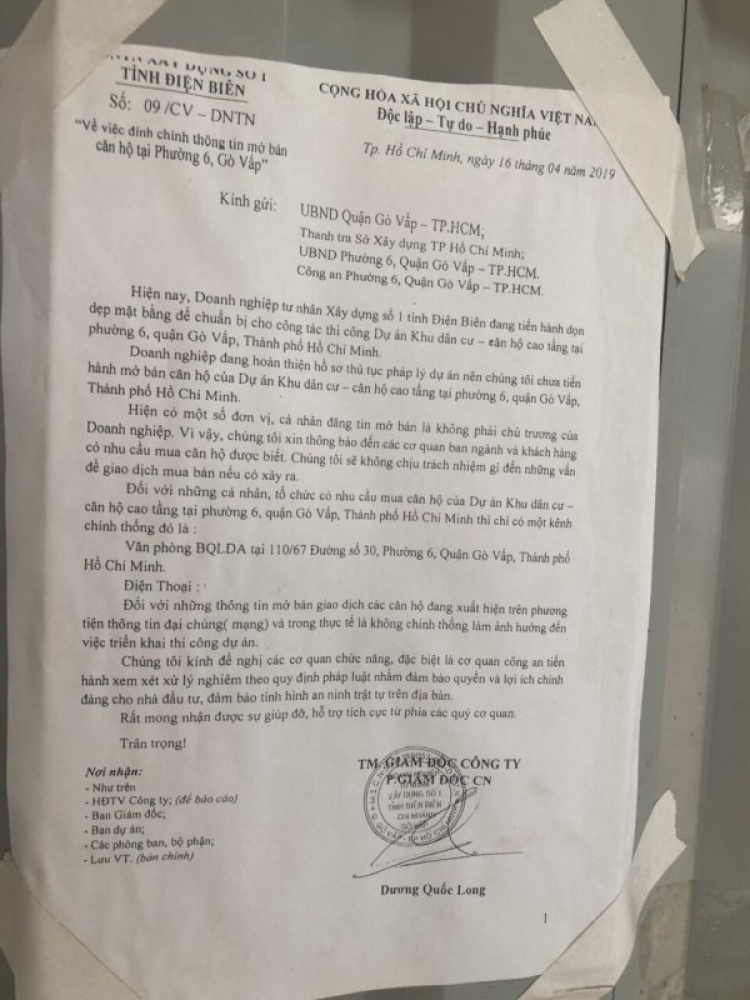 DNTN XÂY DỰNG SỐ 1
TỈNH ĐIỆN BIÊN
Số: 09/CV – DNTN
"Về việc đính chính thông tin mở bán
căn hộ tại Phường 6, Gò Vấp"
CỘNG HÒA XÃ HỘI CHỦ NGHĨA VIỆT NAM
Độc lập – Tự do – Hạnh phúc
Tp. Hồ Chí Minh, ngày 16 tháng 04 năm 2019
Kính gửi:
UBND Quận Gò Vấp – TP.HCM;
Thanh tra Sở Xây dựng TP Hồ Chí Minh;
UBND Phường 6, Quận Gò Vấp – TP.HCM.
Công an Phường 6, Quận Gò Vấp – TP.HCM.
Hiện nay, Doanh nghiệp tư nhân Xây dựng số 1 tỉnh Điện Biên đang tiến hành dọn
dẹp mặt bằng để chuẩn bị cho công tác thi công Dự án Khu dân cư – căn hộ cao tầng tại
phường 6, quận Gò Vấp, Thành phố Hồ Chí Minh.
Doanh nghiệp đang hoàn thiện hồ sơ thủ tục pháp lý dự án nên chúng tôi chưa tiến
hành mở bán căn hộ của Dự án Khu dân cư – căn hộ cao tầng tại phường 6, quận Gò Vấp,
Thành phố Hồ Chí Minh.
Hiện có một số đơn vị, cá nhân đăng tin mở bán là không phải chủ trương của
Doanh nghiệp. Vì vậy, chúng tôi xin thông báo đến các cơ quan ban ngành và khách hàng
có nhu cầu mua căn hộ được biết. Chúng tôi sẽ không chịu trách nhiệm gì đến những vấn
đề giao dịch mua bán nếu có xảy ra.
Đối với những cá nhân, tổ chức có nhu cầu mua căn hộ của Dự án Khu dân cư –
căn hộ cao tầng tại phường 6, quận Gò Vấp, Thành phố Hồ Chí Minh thì chỉ có một kênh
chính thống đó là :
Văn phòng BQLDA tại 110/67 Đường số 30, Phường 6, Quận Gò Vấp, Thành phố
Hồ Chí Minh.
Điện Thoại :
Đối với những thông tin mở bán giao dịch các căn hộ đang xuất hiện trên phương
tiện thông tin đại chúng( mạng) và trong thực tế là không chính thống làm ảnh hưởng đến
việc triển khai thi công dự án.
Chúng tôi kính đề nghị các cơ quan chức năng, đặc biệt là cơ quan công an tiến
hành xem xét xử lý nghiêm theo quy định pháp luật nhằm đảm bảo quyền và lợi ích chính
đáng cho nhà đầu tư, đảm bảo tình hình an ninh trật tự trên địa bàn.
Rất mong nhận được sự giúp đỡ, hỗ trợ tích cực từ phía các quý cơ quan.
Trân trọng!
Nơi nhận:
- Như trên
- HĐTV Công ty; (để báo cáo)
- Ban Giám đốc;
- Ban dự án;
- Các phòng ban, bộ phận;
- Lưu VT. (bản chính)
TM.GIÁM ĐỐC CÔNG TY
P.GIÁM ĐỐC CN
XÂY DỰNG SỐ 1
TỈNH ĐIỆN BIÊN
- CHI NHÁNH
GÒ VẤP
Dương Quốc Long
1